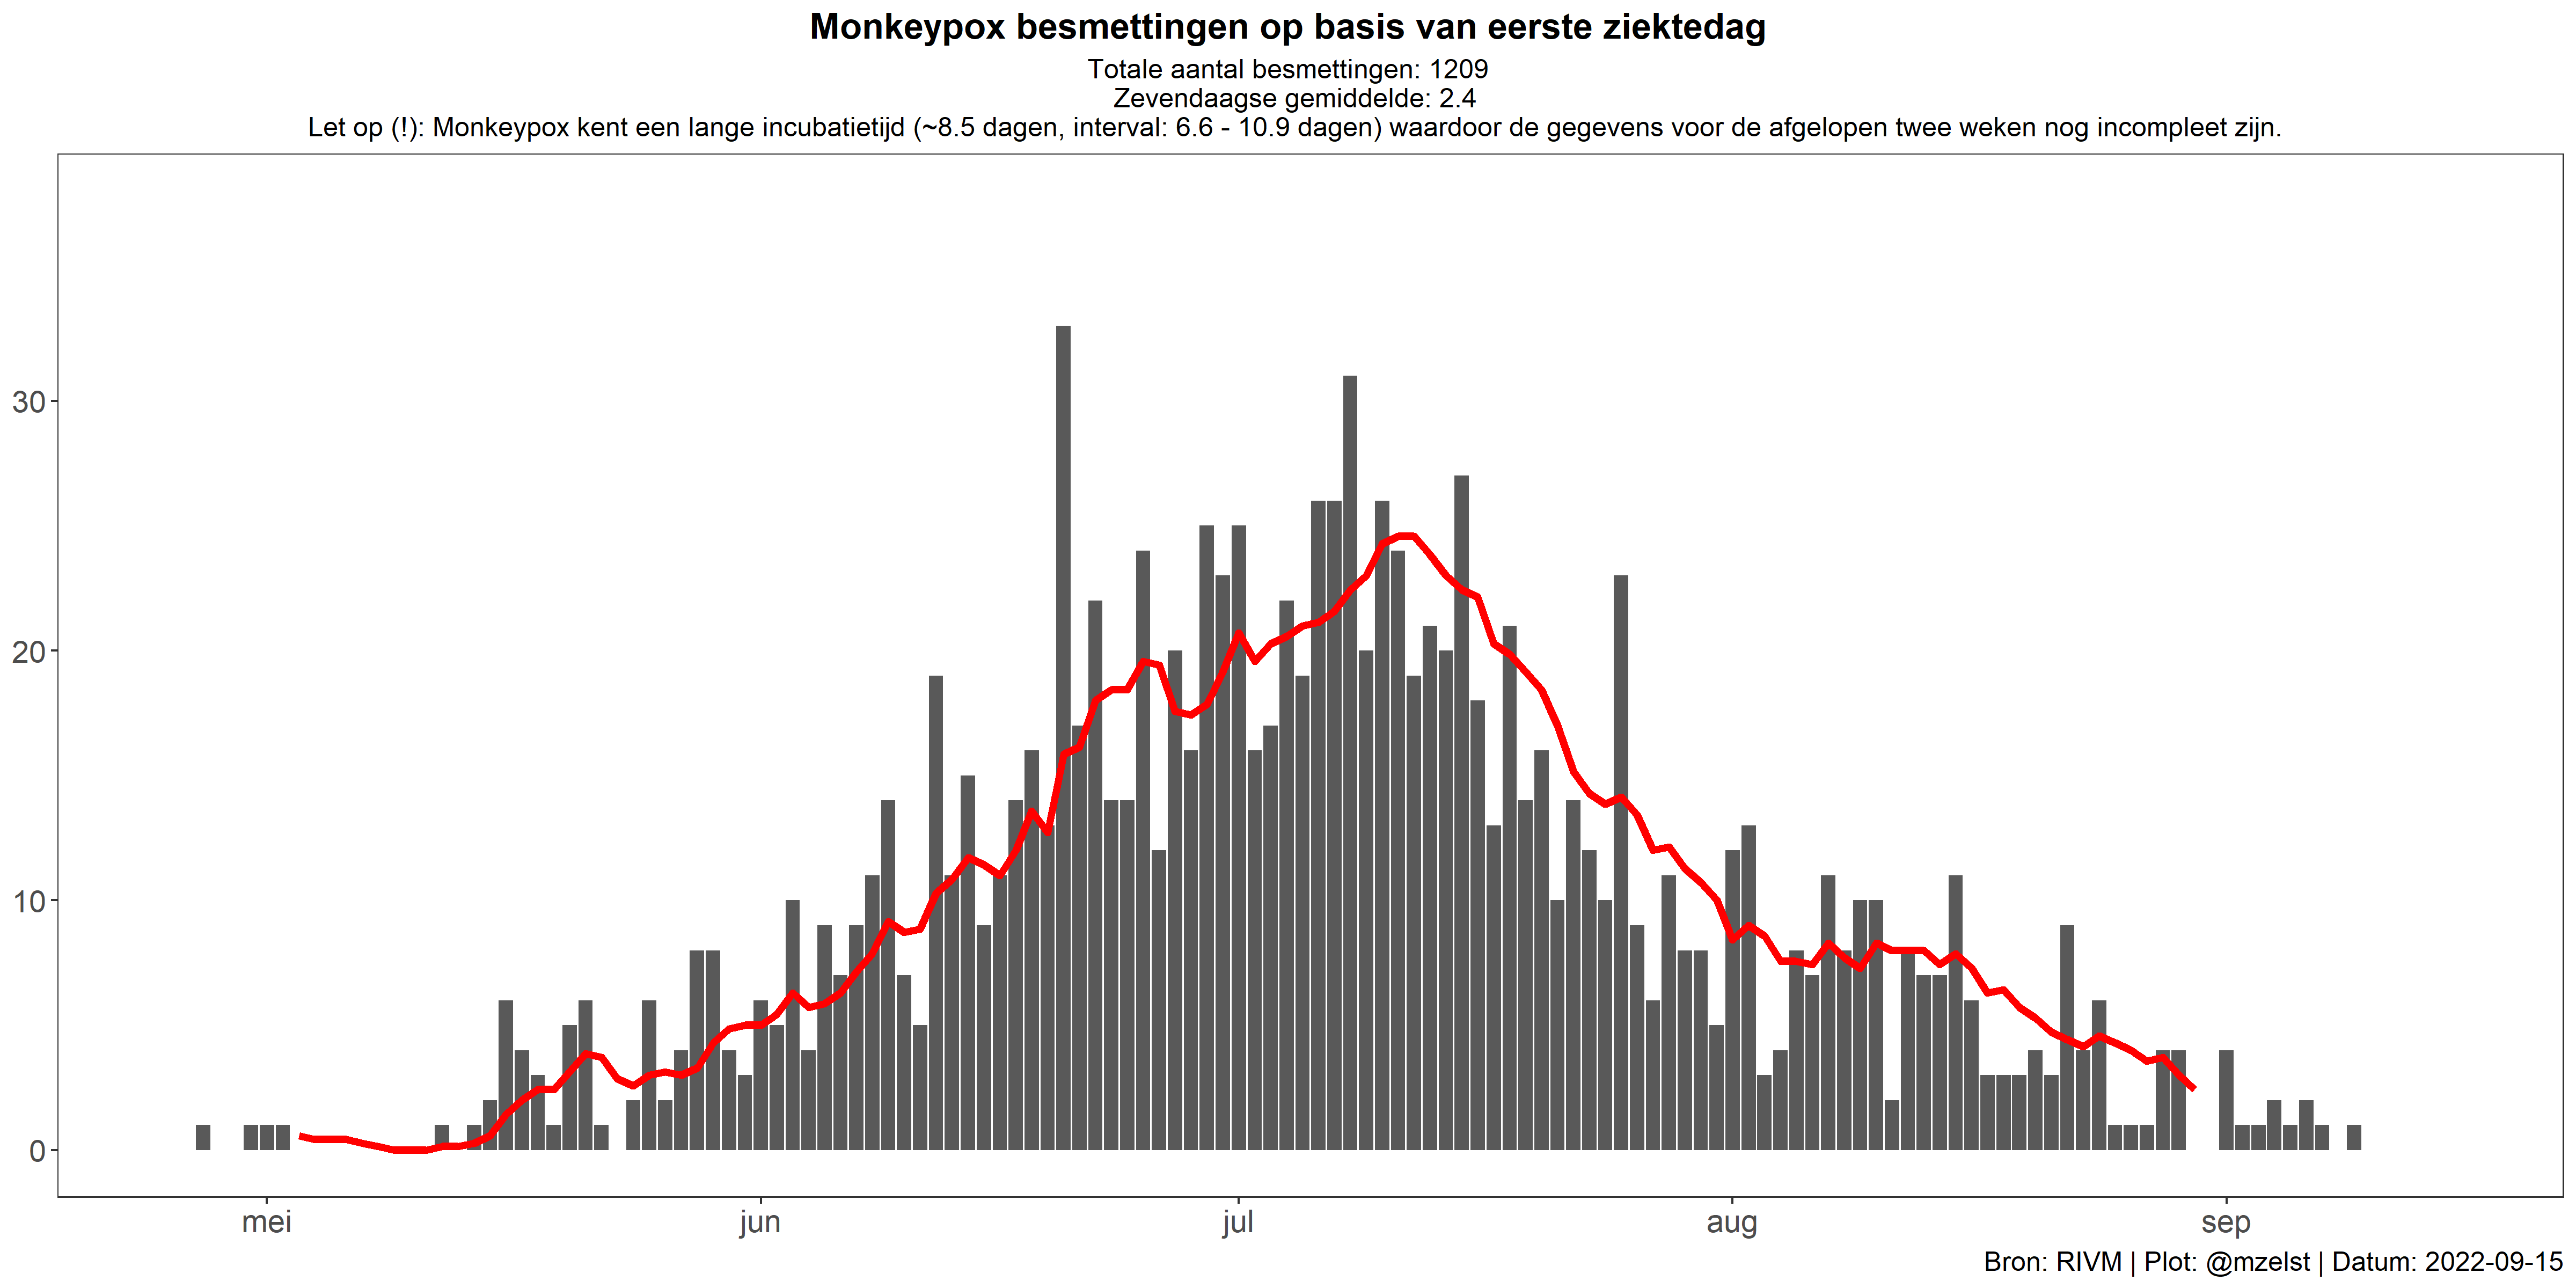 Monkeypox besmettingen op basis van eerste ziektedag
Totale aantal besmettingen: 1209
Zevendaagse gemiddelde: 2.4
Let op (!): Monkeypox kent een lange incubatietijd (~8.5 dagen, interval: 6.6 - 10.9 dagen) waardoor de gegevens voor de afgelopen twee weken nog incompleet zijn.
30
20
10
0
mei jun jul aug sep
Bron: RIVM | Plot: @mzelst | Datum: 2022-09-15